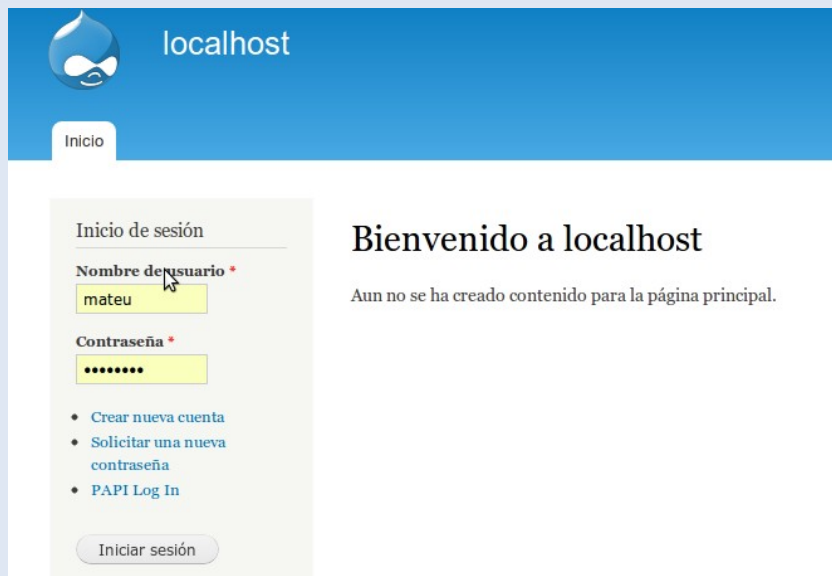 localhost
Inicio
Inicio de sesión
Nombre de usuario *
mateu
Contraseña *
••••••••
Crear nueva cuenta
Solicitar una nueva
contraseña
PAPI Log In
Iniciar sesión
Bienvenido a localhost
Aun no se ha creado contenido para la página principal.